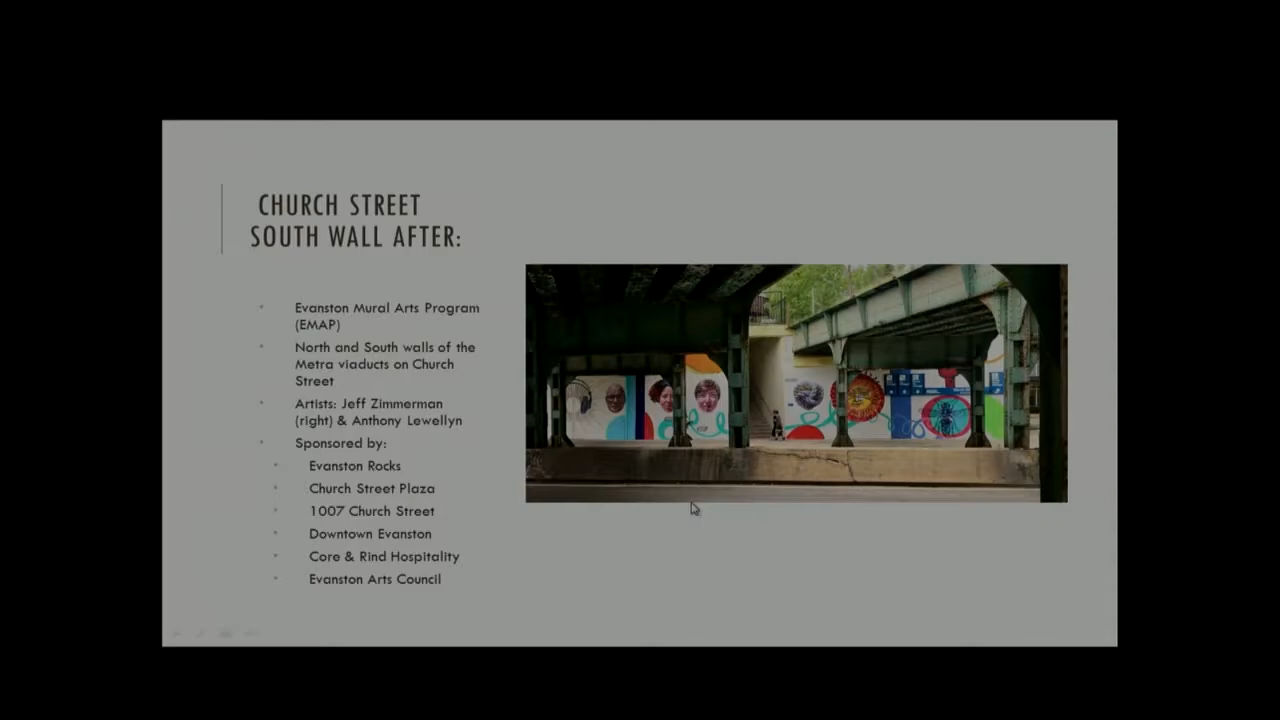 CHURCH STREET
SOUTH WALL AFTER:
Evanston Mural Arts Program
(EMAP)
North and South walls of the
Metra viaducts on Church
Street
Artists: Jeff Zimmerman
(right) & Anthony Lewellyn
Sponsored by:
Evanston Rocks
Church Street Plaza
1007 Church Street
Downtown Evanston
Core & Rind Hospitality
Evanston Arts Council